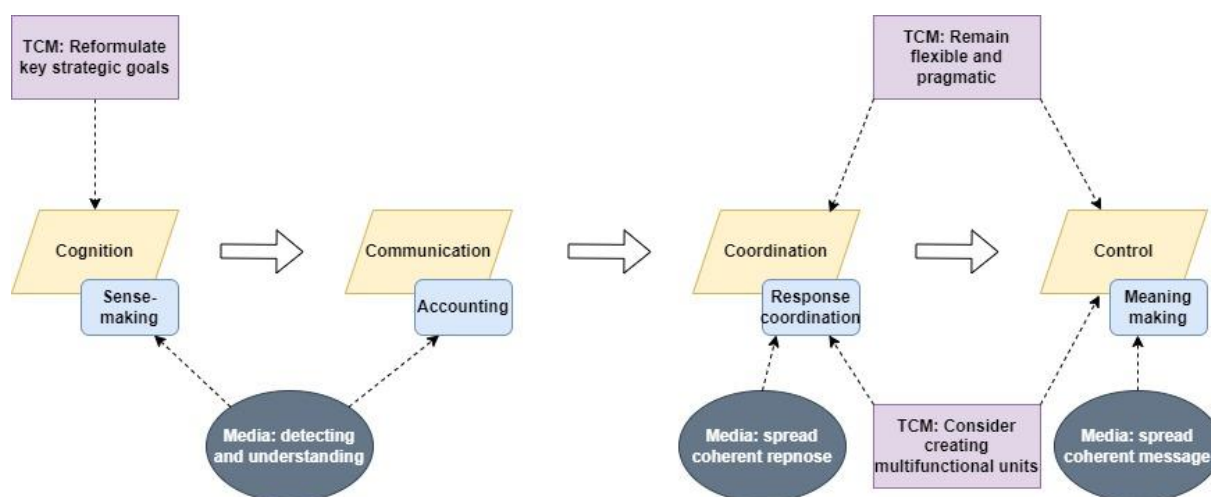 TCM: Reformulate
key strategic goals
TCM: Remain
flexible and
pragmatic
Cognition
Communication
Coordination
Control
Sense-
making
Accounting
Response
coordination
Meaning
making
Media: detecting
and understanding
Media: spread
coherent repnose
TCM: Consider
creating
multifunctional units
Media: spread
coherent message